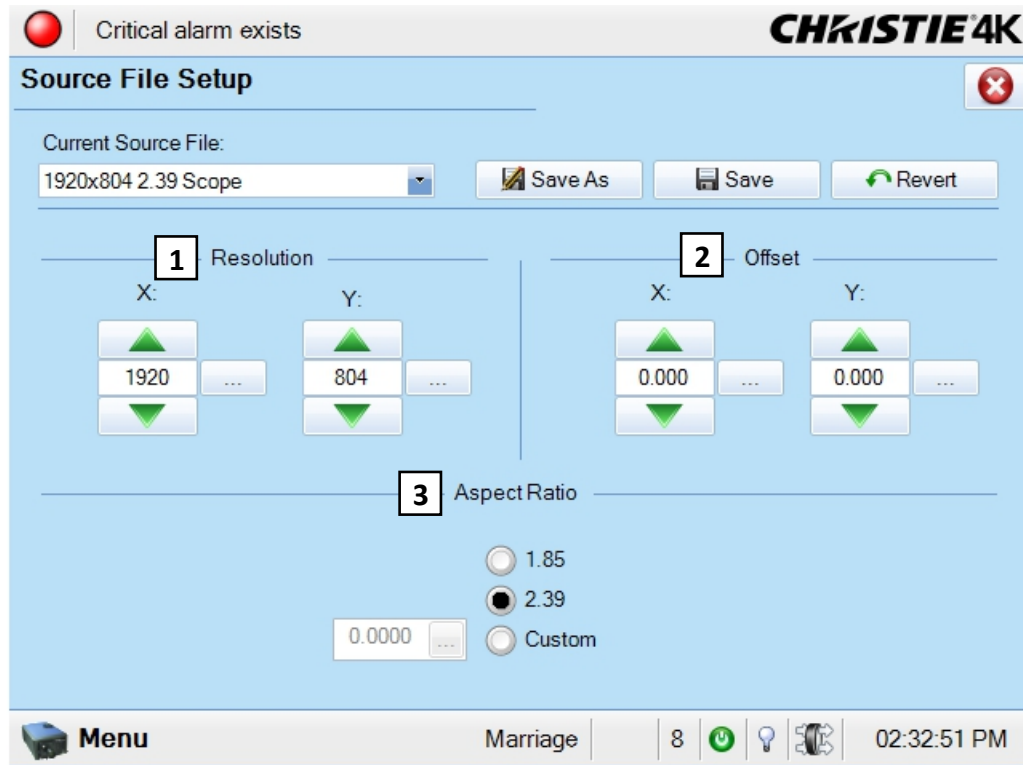 Critical alarm exists
CHRISTIE 4K
Source File Setup
Current Source File:
1920x804 2.39 Scope
Save As
Save
Revert
1 Resolution
X:
Y:
1920 ...
804 ...
2 Offset
X:
Y:
0.000 ...
0.000 ...
3 Aspect Ratio
1.85
2.39
0.0000 ... Custom
Menu
Marriage
8
02:32:51 PM